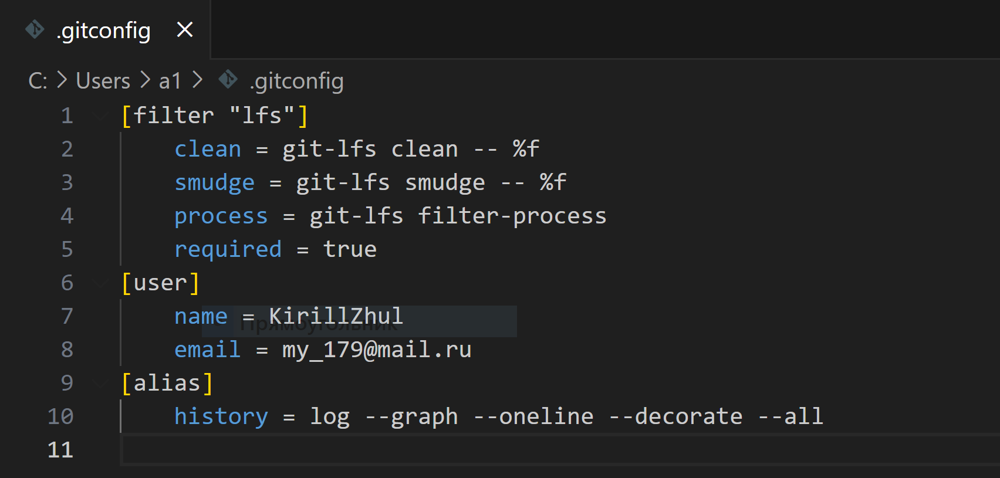 .gitconfig
C: > Users > a1 > .gitconfig
1 [filter "lfs"]
2 clean = git-lfs clean -- %f
3 smudge = git-lfs smudge -- %f
4 process = git-lfs filter-process
5 required = true
6 [user]
7 name = KirillZhul
Прямоугольник
8 email = my_179@mail.ru
9 [alias]
10 history = log --graph --oneline --decorate --all
11